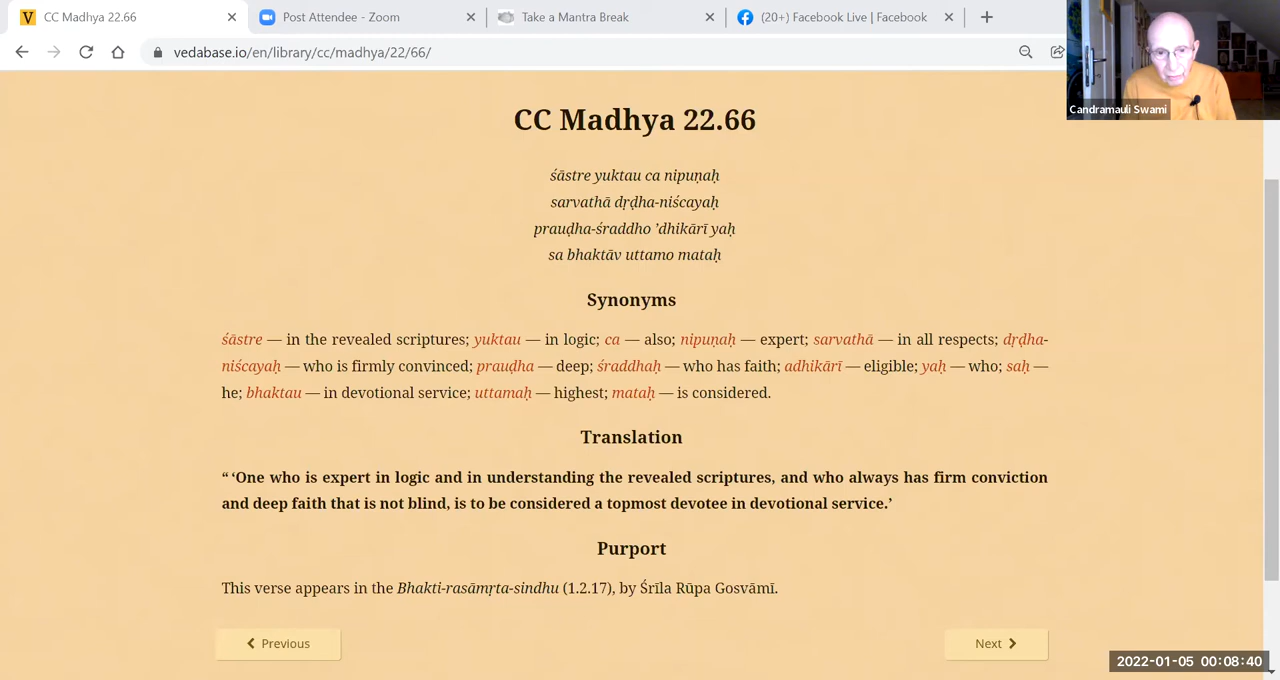 CC Madhya 22.66
Post Attendee - Zoom
Take a Mantra Break
(20+) Facebook Live | Facebook
vedabase.io/en/library/cc/madhya/22/66/
Candramauli Swami
CC Madhya 22.66
śāstre yuktau ca nipuṇaḥ
sarvathā dṛḍha-niścayaḥ
prauḍha-śraddho ’dhikārī yaḥ
sa bhaktāv uttamo mataḥ
Synonyms
śāstre — in the revealed scriptures; yuktau — in logic; ca — also; nipuṇaḥ — expert; sarvathā — in all respects; dṛḍha-
niścayaḥ — who is firmly convinced; prauḍha — deep; śraddhaḥ — who has faith; adhikārī — eligible; yaḥ — who; saḥ —
he; bhaktau — in devotional service; uttamaḥ — highest; mataḥ — is considered.
Translation
“ ‘One who is expert in logic and in understanding the revealed scriptures, and who always has firm conviction
and deep faith that is not blind, is to be considered a topmost devotee in devotional service.’
Purport
This verse appears in the Bhakti-rasāmṛta-sindhu (1.2.17), by Śrīla Rūpa Gosvāmī.
Previous
Next
2022-01-05 00:08:40